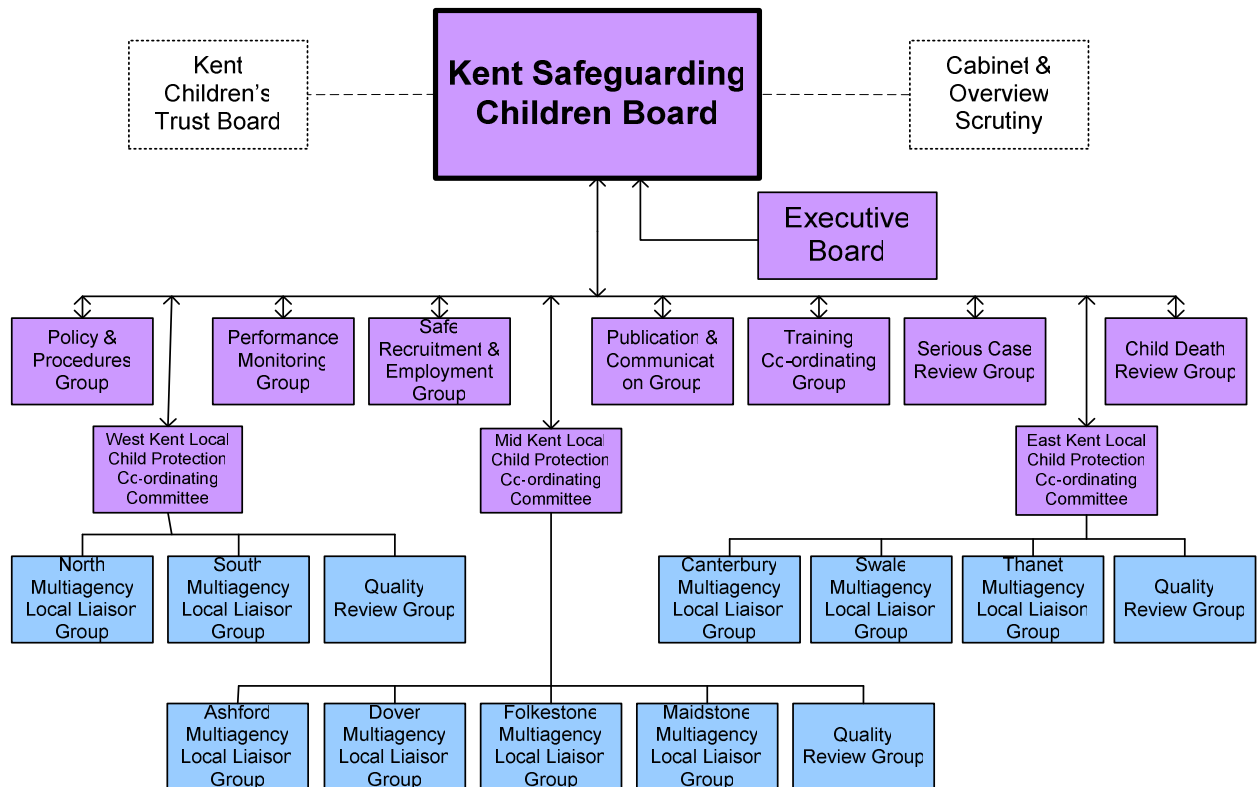 Kent
Children's
Trust Board
Kent Safeguarding
Children Board
Cabinet &
Overview
Scrutiny
Executive
Board
Policy &
Procedures
Group
Performance
Monitoring
Group
Safe
Recruitment &
Employment
Group
Publication &
Communicati
on Group
Training
Co-ordinating
Group
Serious Case
Review Group
Child Death
Review Group
West Kent Local
Child Protection
Co-ordinating
Committee
Mid Kent Local
Child Protection
Co-ordinating
Committee
East Kent Local
Child Protection
Co-ordinating
Committee
North
Multiagency
Local Liaison
Group
South
Multiagency
Local Liaison
Group
Quality
Review Group
Canterbury
Multiagency
Local Liaison
Group
Swale
Multiagency
Local Liaison
Group
Thanet
Multiagency
Local Liaison
Group
Quality
Review Group
Ashford
Multiagency
Local Liaison
Group
Dover
Multiagency
Local Liaison
Group
Folkestone
Multiagency
Local Liaison
Group
Maidstone
Multiagency
Local Liaison
Group
Quality
Review Group